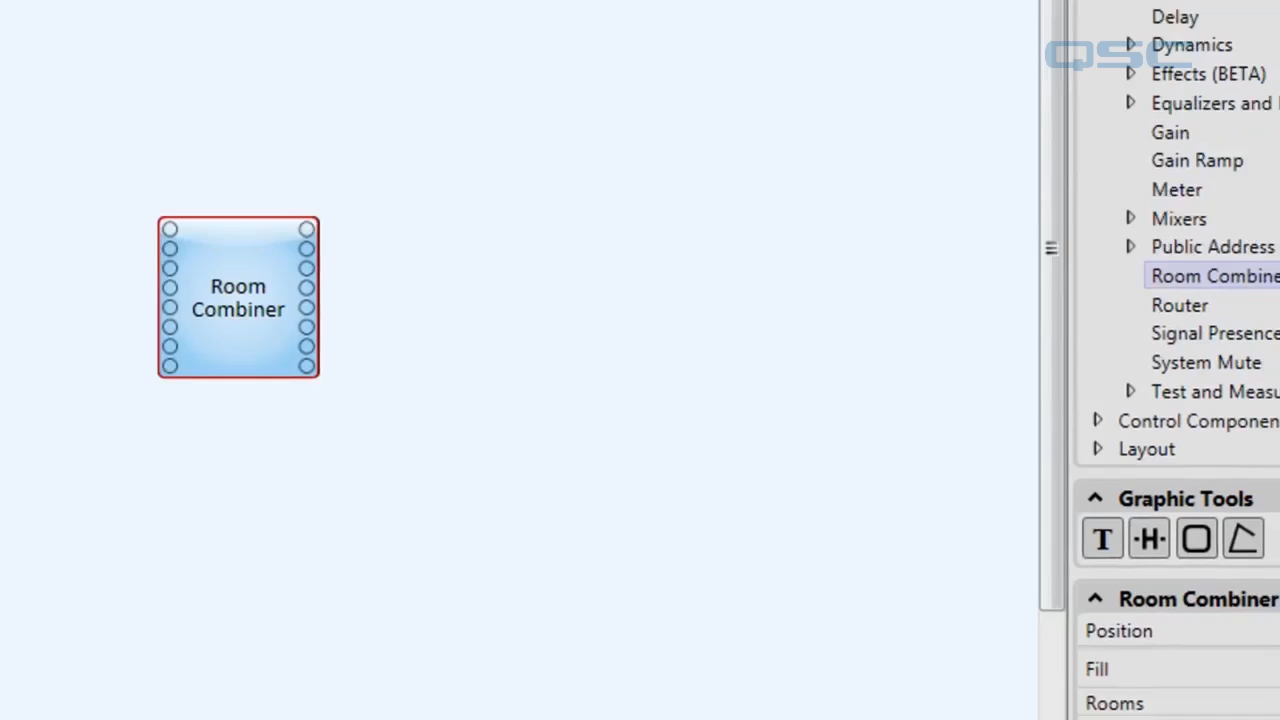 Delay
QSC
Dynamics
Effects (BETA)
Equalizers and
Gain
Gain Ramp
Meter
Mixers
Public Address
Room Combine
Router
Signal Presence
System Mute
Test and Measu
Control Componen
Layout
Room
Combiner
Graphic Tools
T
·H·
Room Combiner
Position
Fill
Rooms